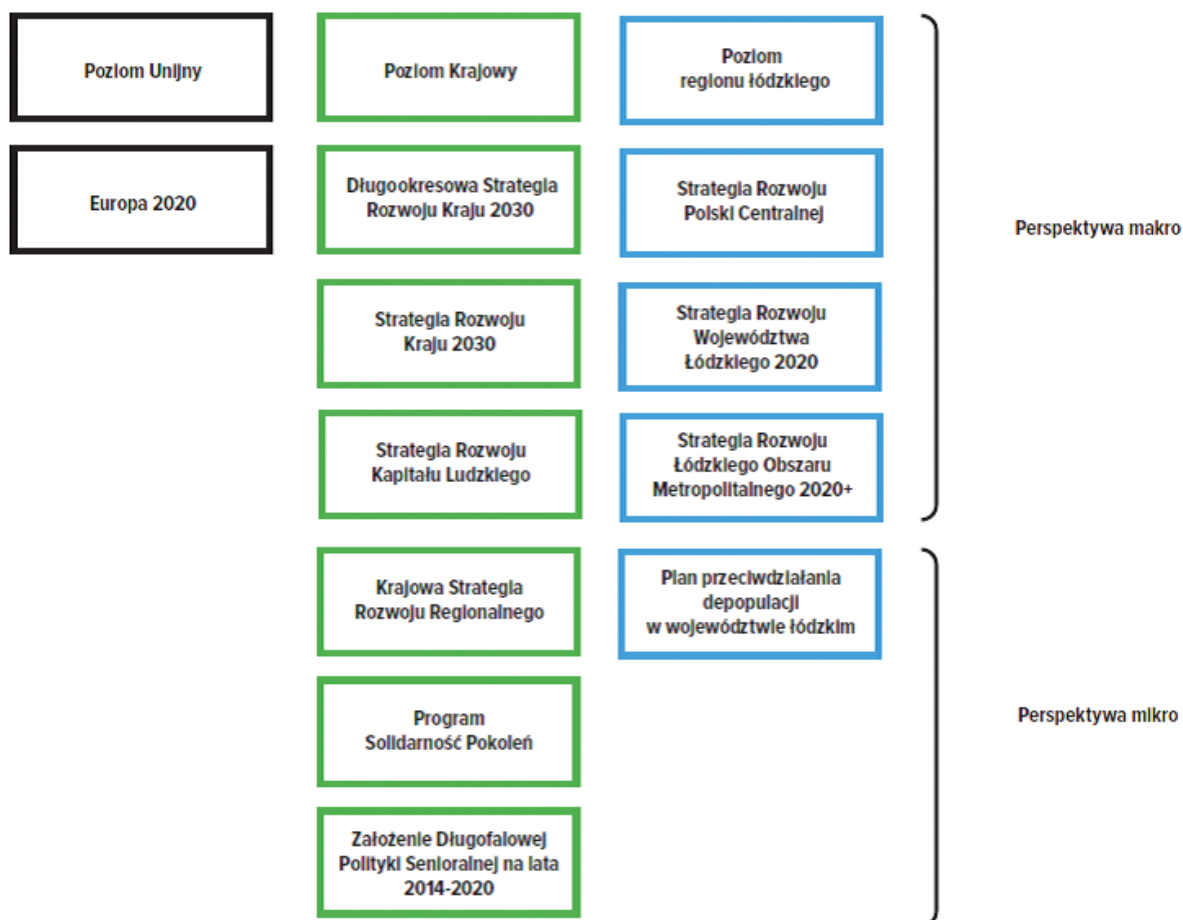 Poziom Unijny
Poziom Krajowy
Poziom
regionu łódzkiego
Europa 2020
Długookresowa Strategia
Rozwoju Kraju 2030
Strategia Rozwoju
Polski Centralnej
Perspektywa makro
Strategia Rozwoju
Kraju 2030
Strategia Rozwoju
Województwa
Łódzkiego 2020
Strategia Rozwoju
Kapitału Ludzkiego
Strategia Rozwoju
Łódzkiego Obszaru
Metropolitalnego 2020+
Krajowa Strategia
Rozwoju Regionalnego
Plan przeciwdziałania
depopulacji
w województwie łódzkim
Program
Solidarność Pokoleń
Perspektywa mikro
Założenie Długofalowej
Polityki Senioralnej na lata
2014-2020